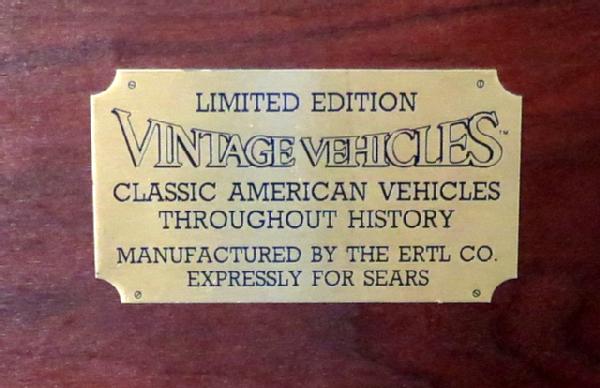 LIMITED EDITION
VINTAGE VEHICLES™
CLASSIC AMERICAN VEHICLES
THROUGHOUT HISTORY
MANUFACTURED BY THE ERTL CO.
EXPRESSLY FOR SEARS